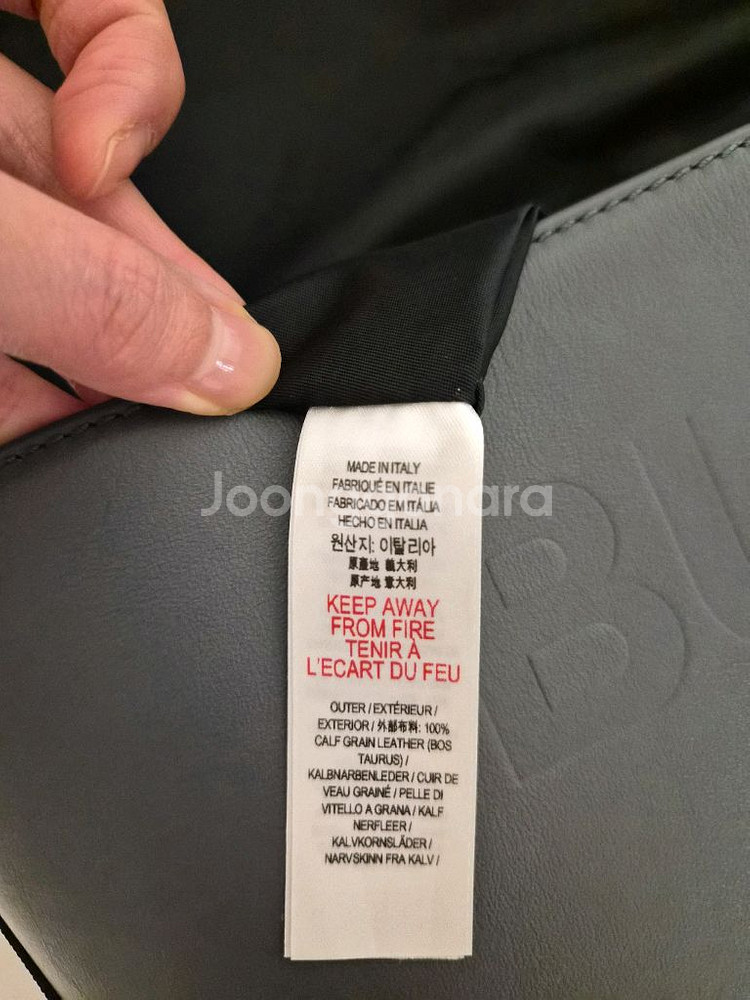 MADE IN ITALY
FABRIQUÉ EN ITALIE
FABRICADO EM ITÁLIA
HECHO EN ITALIA
원산지: 이탈리아
原產地 義大利
原产地 意大利
KEEP AWAY
FROM FIRE
TENIR À
L'ECART DU FEU
OUTER / EXTÉRIEUR /
EXTERIOR / 外部布料: 100%
CALF GRAIN LEATHER (BOS
TAURUS) /
KALBNARBENLEDER / CUIR DE
VEAU GRAINÉ / PELLE DI
VITELLO A GRANA / KALF
NERFLEER /
KALVKORNSLÄDER /
NARVSKINN FRA KALV /
BU